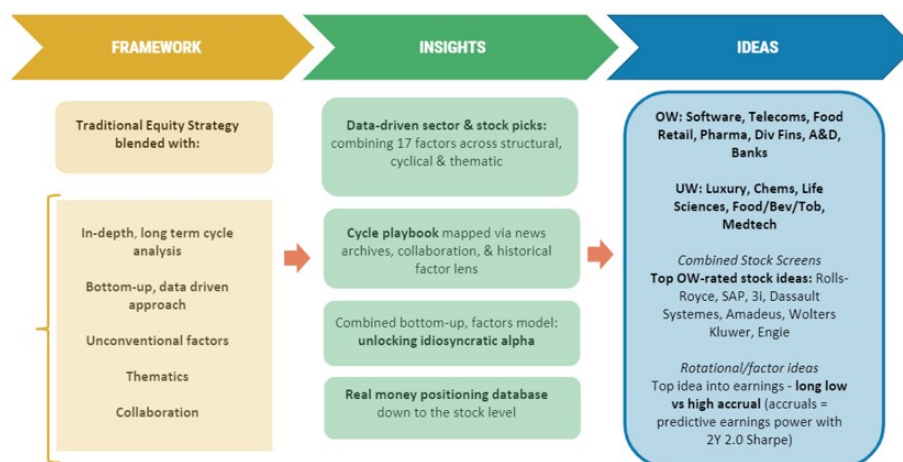 FRAMEWORK
INSIGHTS
IDEAS
Traditional Equity Strategy
blended with:
In-depth, long term cycle
analysis
Bottom-up, data driven
approach
Unconventional factors
Thematics
Collaboration
Data-driven sector & stock picks:
combining 17 factors across structural,
cyclical & thematic
Cycle playbook mapped via news
archives, collaboration, & historical
factor lens
Combined bottom-up, factors model:
unlocking idiosyncratic alpha
Real money positioning database
down to the stock level
OW: Software, Telecoms, Food
Retail, Pharma, Div Fins, A&D,
Banks
UW: Luxury, Chems, Life
Sciences, Food/Bev/Tob,
Medtech
Combined Stock Screens
Top OW-rated stock ideas: Rolls-
Royce, SAP, 3i, Dassault
Systemes, Amadeus, Wolters
Kluwer, Engie
Rotational/factor ideas
Top idea into earnings - long low
vs high accrual (accruals =
predictive earnings power with
2Y 2.0 Sharpe)